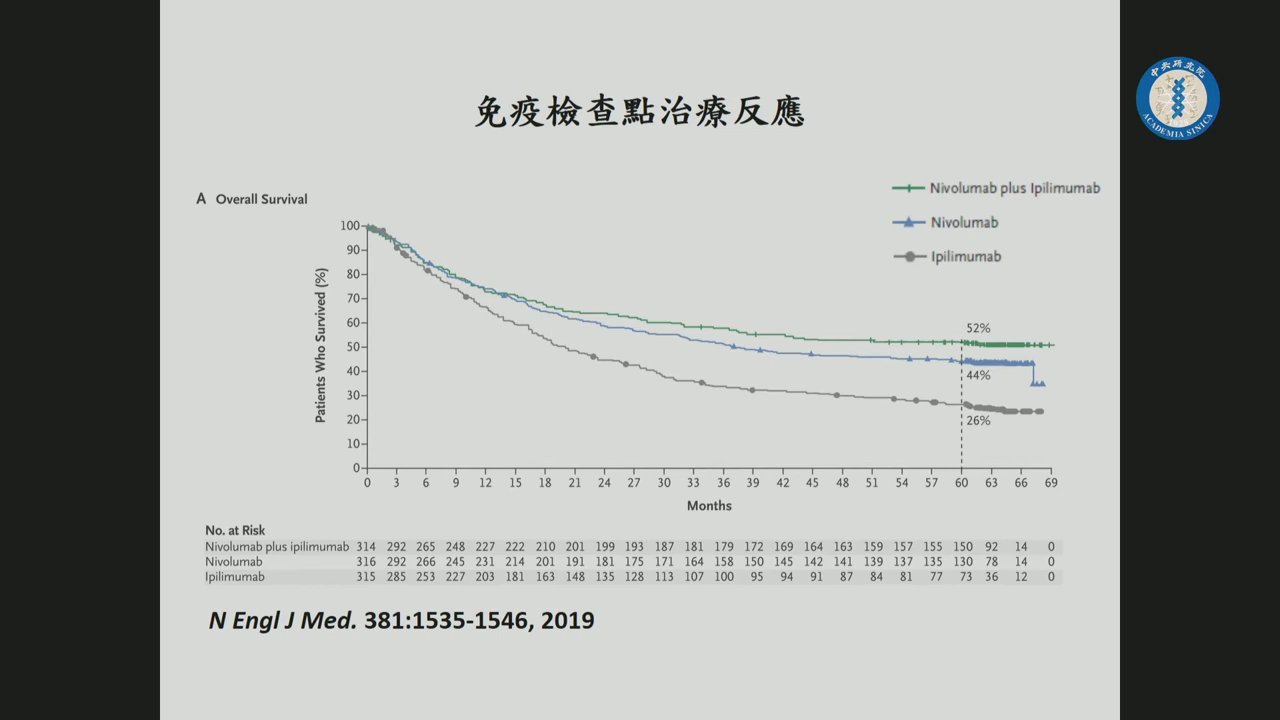 免疫檢查點治療反應
中央研究院
ACADEMIA SINICA
A Overall Survival
Nivolumab plus Ipilimumab
Nivolumab
Ipilimumab
Patients Who Survived (%)
100
90
80
70
60
50
40
30
20
10
0
52%
44%
26%
0 3 6 9 12 15 18 21 24 27 30 33 36 39 42 45 48 51 54 57 60 63 66 69
Months
No. at Risk
Nivolumab plus ipilimumab 314 292 265 248 227 222 210 201 199 193 187 181 179 172 169 164 163 159 157 155 150 92 14 0
Nivolumab 316 292 266 245 231 214 201 191 181 175 171 164 158 150 145 142 141 139 137 135 130 78 14 0
Ipilimumab 315 285 253 227 203 181 163 148 135 128 113 107 100 95 94 91 87 84 81 77 73 36 12 0
N Engl J Med. 381:1535-1546, 2019